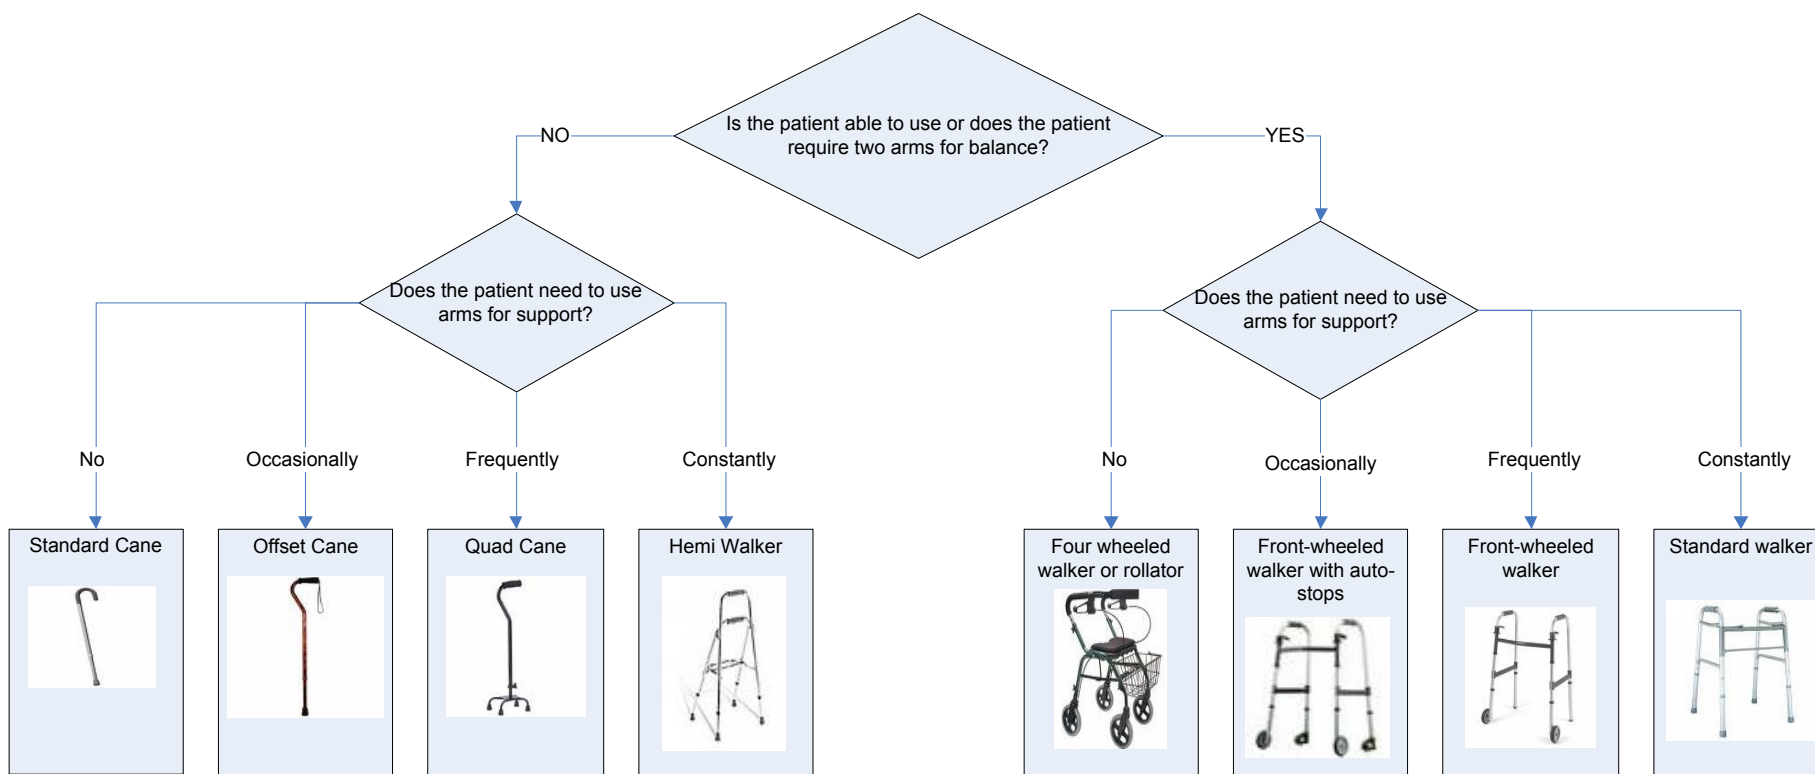 Is the patient able to use or does the patient
require two arms for balance?
NO
YES
Does the patient need to use
arms for support?
Does the patient need to use
arms for support?
No
Occasionally
Frequently
Constantly
No
Occasionally
Frequently
Constantly
Standard Cane
Offset Cane
Quad Cane
Hemi Walker
Four wheeled
walker or rollator
Front-wheeled
walker with auto-
stops
Front-wheeled
walker
Standard walker